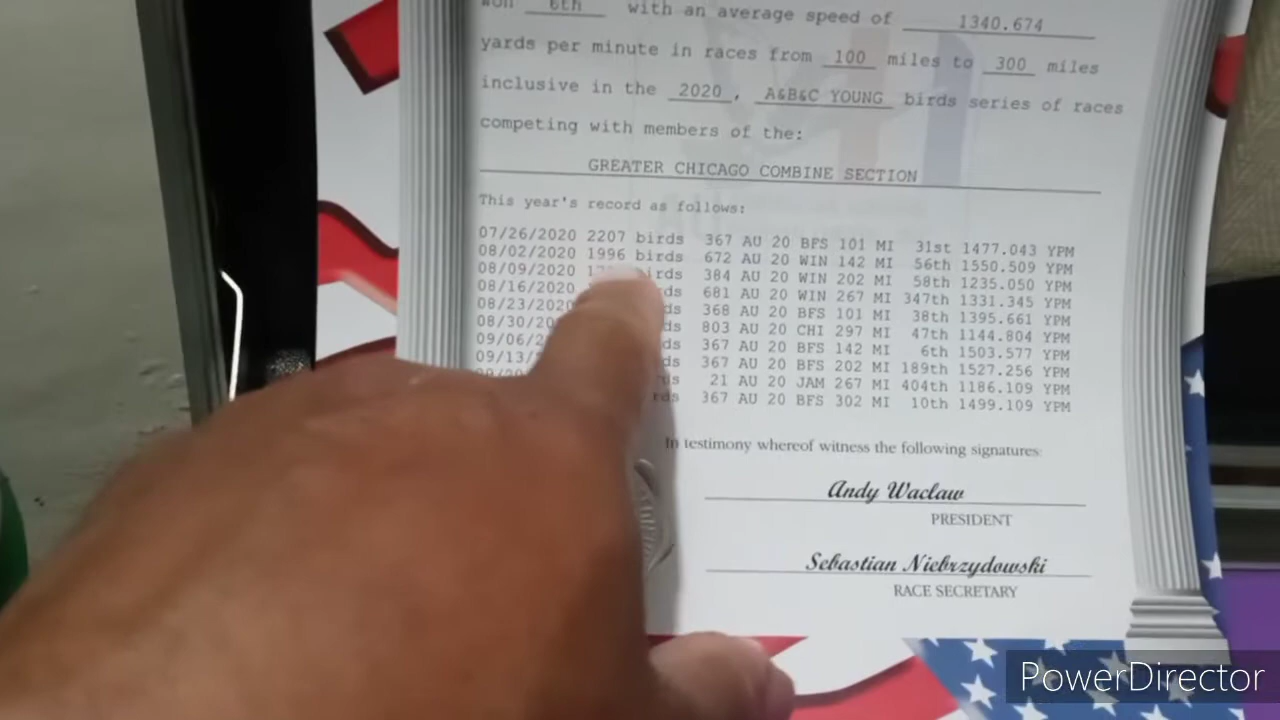 won 6th with an average speed of 1340.674
yards per minute in races from 100 miles to 300 miles
inclusive in the 2020, A&B&C YOUNG birds series of races
competing with members of the:
GREATER CHICAGO COMBINE SECTION
This year's record as follows:
07/26/2020 2207 birds 367 AU 20 BFS 101 MI 31st 1477.043 YPM
08/02/2020 1996 birds 672 AU 20 WIN 142 MI 56th 1550.509 YPM
08/09/2020 birds 384 AU 20 WIN 202 MI 58th 1235.050 YPM
08/16/2020 681 AU 20 WIN 267 MI 347th 1331.345 YPM
08/23/2020 368 AU 20 BFS 101 MI 38th 1395.661 YPM
08/30/20 803 AU 20 CHI 297 MI 47th 1144.804 YPM
09/06/2 367 AU 20 BFS 142 MI 6th 1503.577 YPM
09/13/ 367 AU 20 BFS 202 MI 189th 1527.256 YPM
21 AU 20 JAM 267 MI 404th 1186.109 YPM
367 AU 20 BFS 302 MI 10th 1499.109 YPM
In testimony whereof witness the following signatures:
Andy Waclaw
PRESIDENT
Sebastian Niebrzydowski
RACE SECRETARY
PowerDirector